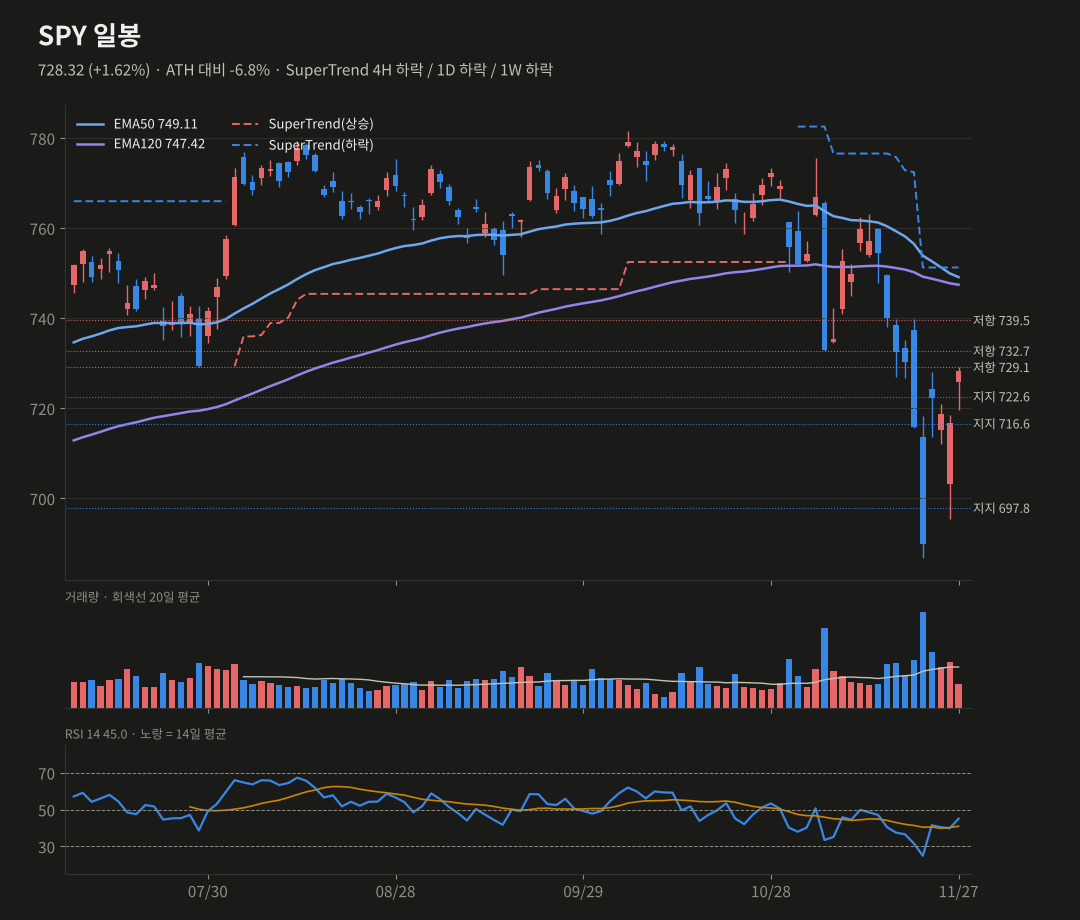 SPY 일봉
728.32 (+1.62%) · ATH 대비 -6.8% · SuperTrend 4H 하락 / 1D 하락 / 1W 하락
EMA50 749.11 SuperTrend(상승)
EMA120 747.42 SuperTrend(하락)
780
760
740
720
700
저항 739.5
저항 732.7
저항 729.1
지지 722.6
지지 716.6
지지 697.8
거래량 · 회색선 20일 평균
RSI 14 45.0 · 노랑 = 14일 평균
70
50
30
07/30 08/28 09/29 10/28 11/27